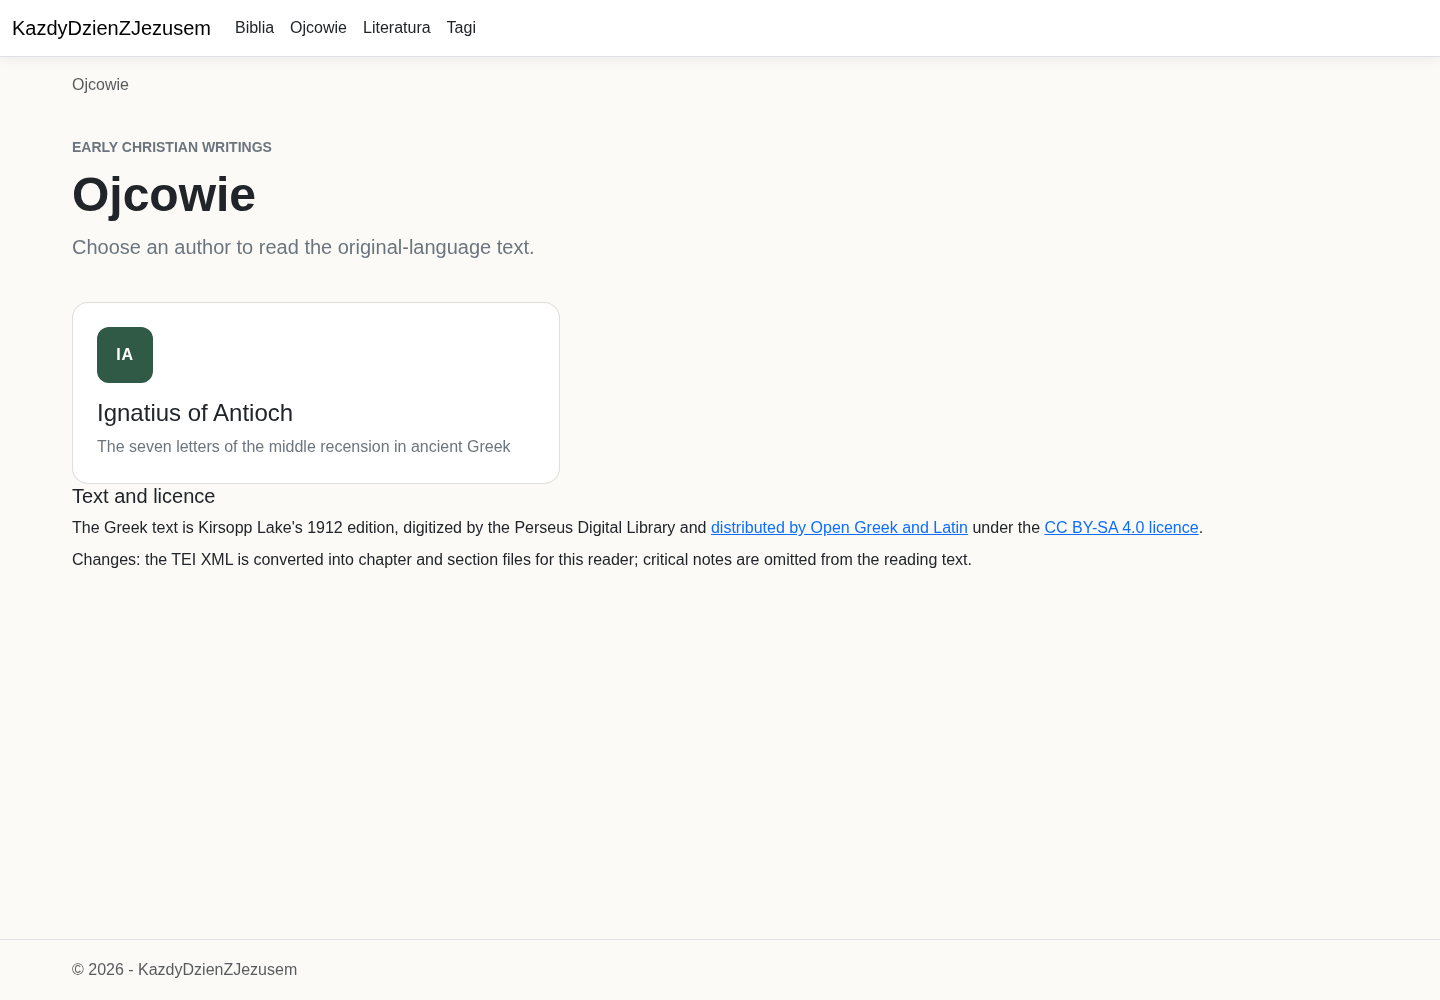 KazdyDzienZJezusem Biblia Ojcowie Literatura Tagi
Ojcowie
EARLY CHRISTIAN WRITINGS
Ojcowie
Choose an author to read the original-language text.
IA
Ignatius of Antioch
The seven letters of the middle recension in ancient Greek
Text and licence
The Greek text is Kirsopp Lake's 1912 edition, digitized by the Perseus Digital Library and distributed by Open Greek and Latin under the CC BY-SA 4.0 licence.
Changes: the TEI XML is converted into chapter and section files for this reader; critical notes are omitted from the reading text.
© 2026 - KazdyDzienZJezusem